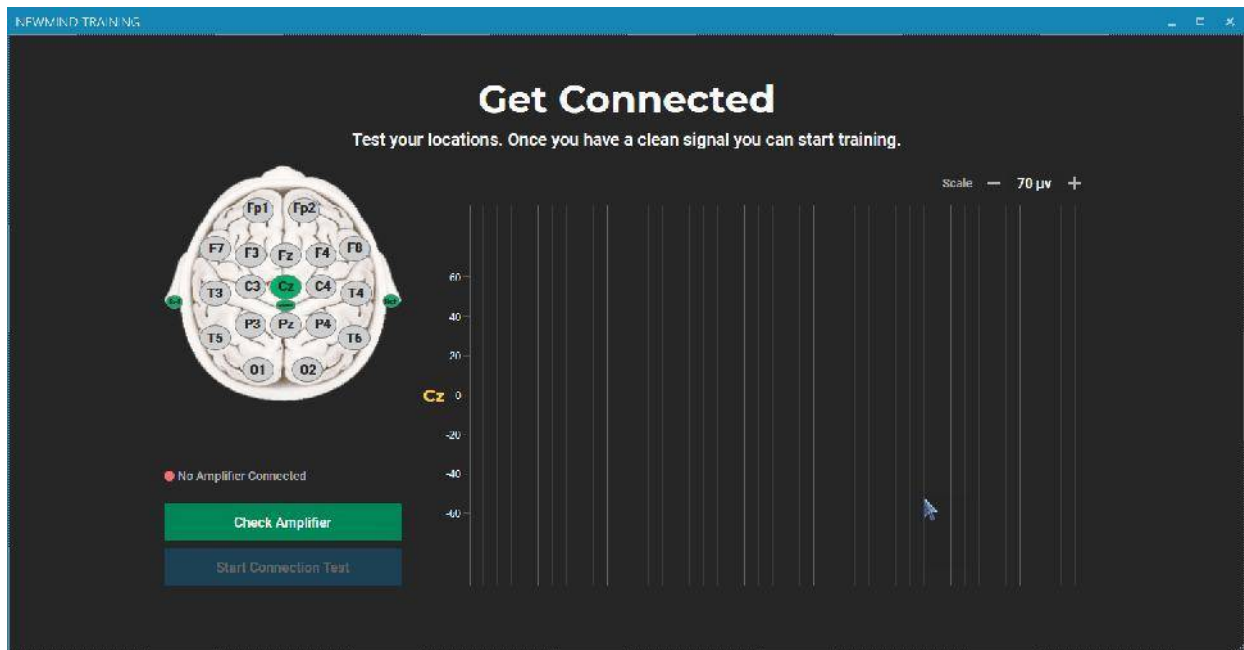 NEWMIND TRAINING
Get Connected
Test your locations. Once you have a clean signal you can start training.
Scale — 70 µv +
Fp1 Fp2
F7 F3 Fz F4 F8
T3 C3 Cz C4 T4
T5 P3 Pz P4 T6
O1 O2
60
40
20
Cz 0
-20
-40
-60
No Amplifier Connected
Check Amplifier
Start Connection Test